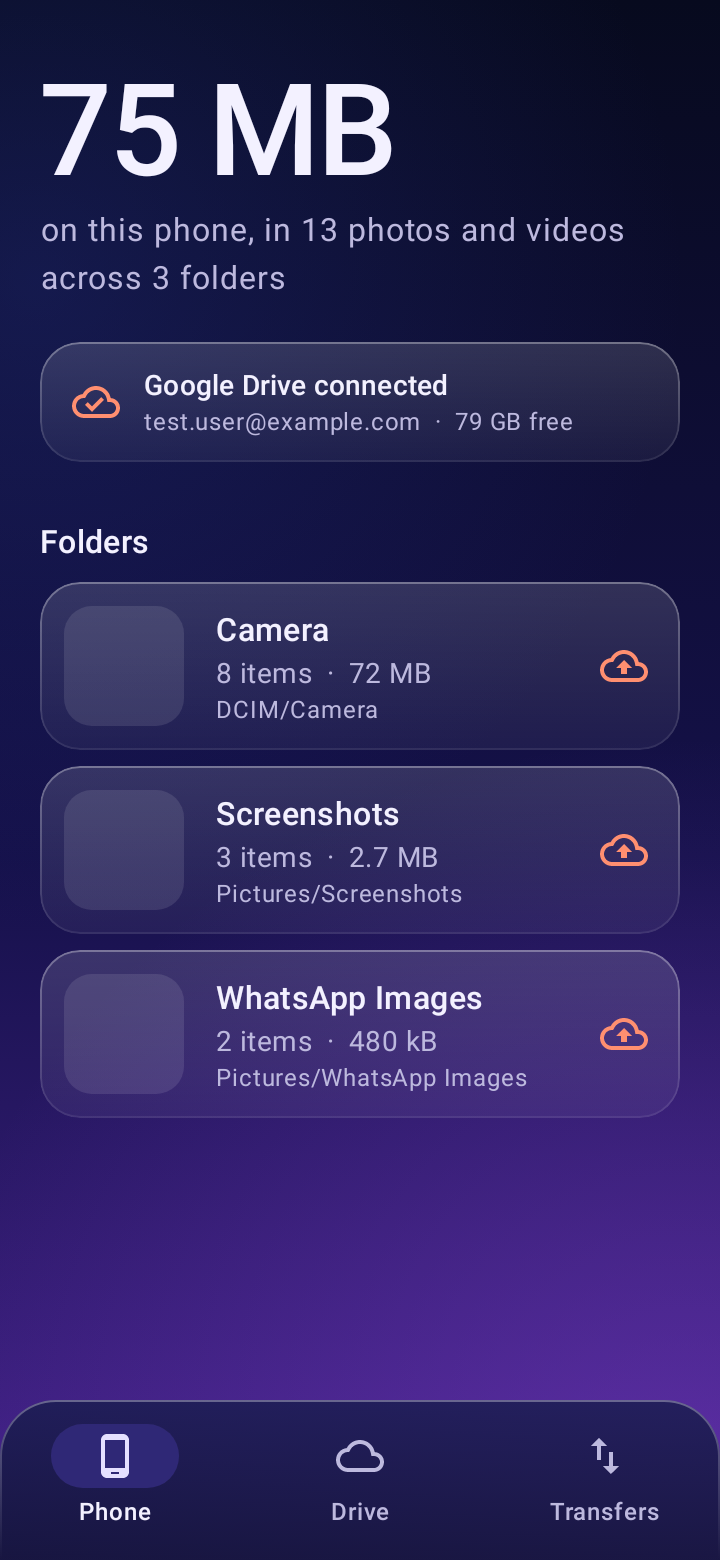 75 MB
on this phone, in 13 photos and videos
across 3 folders
Google Drive connected
test.user@example.com · 79 GB free
Folders
Camera
8 items · 72 MB
DCIM/Camera
Screenshots
3 items · 2.7 MB
Pictures/Screenshots
WhatsApp Images
2 items · 480 kB
Pictures/WhatsApp Images
Phone
Drive
Transfers